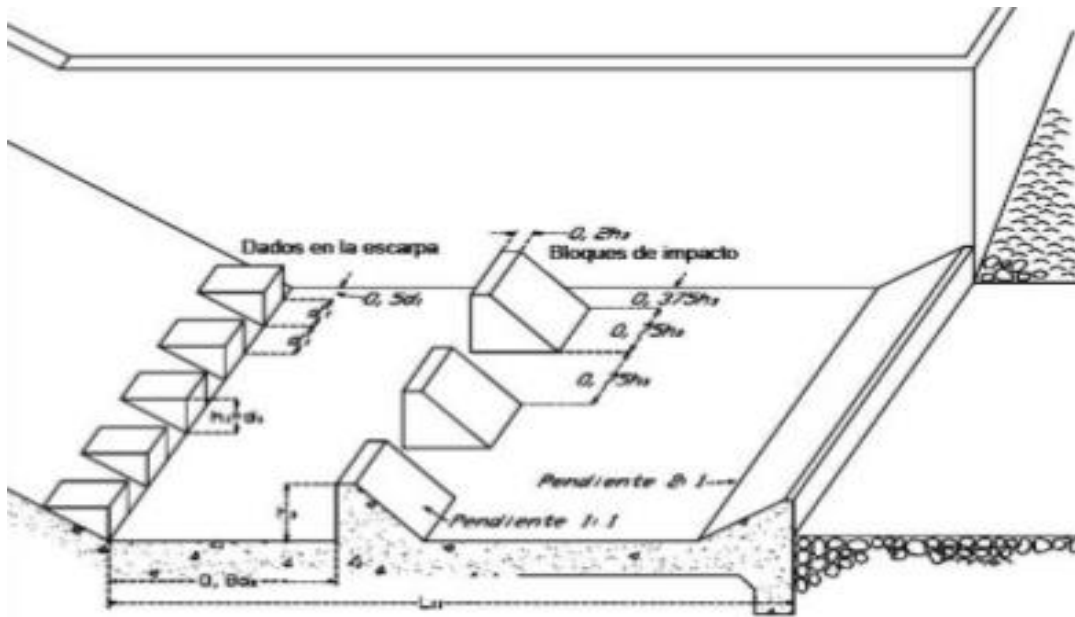 0, 2h₃
Dados en la escarpa
Bloques de impacto
0, 5d₁
0, 375h₃
0, 75h₃
0, 75h₃
Pendiente 2: 1
Pendiente 1: 1
h₃
0, 8d₂